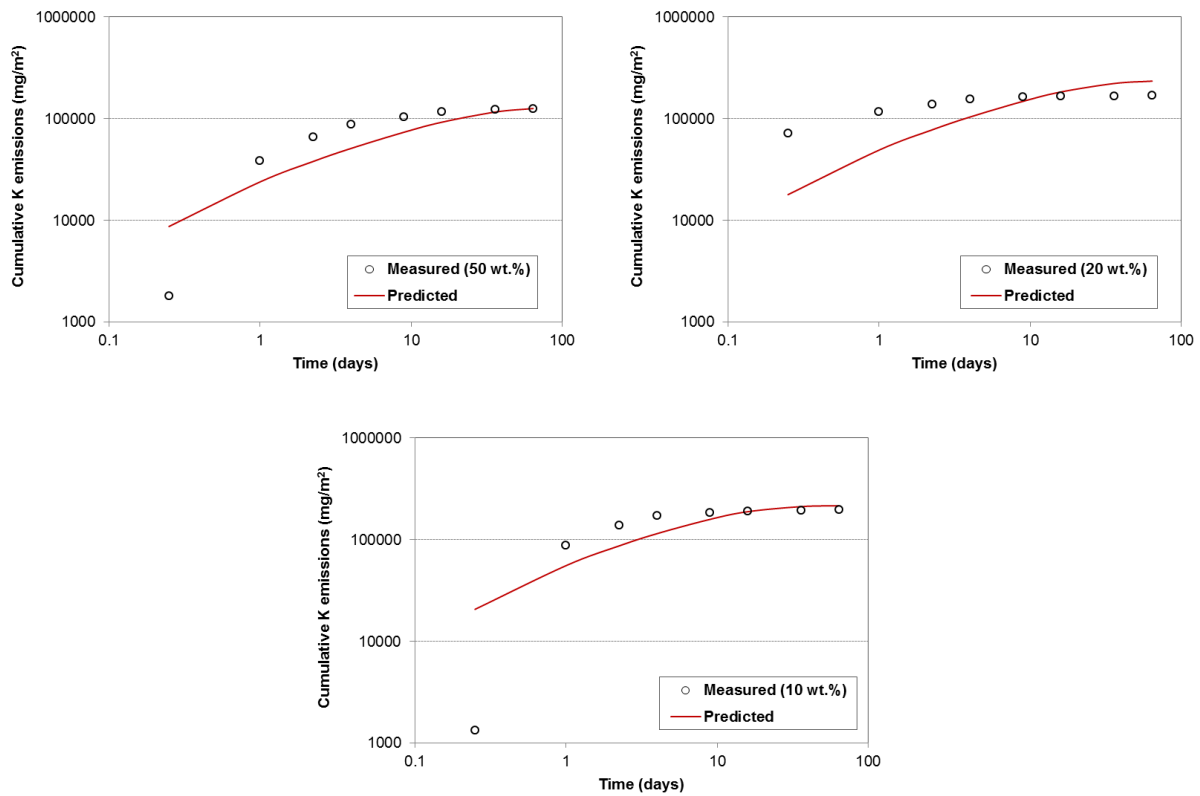 Cumulative K emissions (mg/m²)
1000000
100000
10000
1000
0.1
1
10
100
Time (days)
Measured (50 wt.%)
Predicted
Cumulative K emissions (mg/m²)
1000000
100000
10000
1000
0.1
1
10
100
Time (days)
Measured (20 wt.%)
Predicted
Cumulative K emissions (mg/m²)
1000000
100000
10000
1000
0.1
1
10
100
Time (days)
Measured (10 wt.%)
Predicted